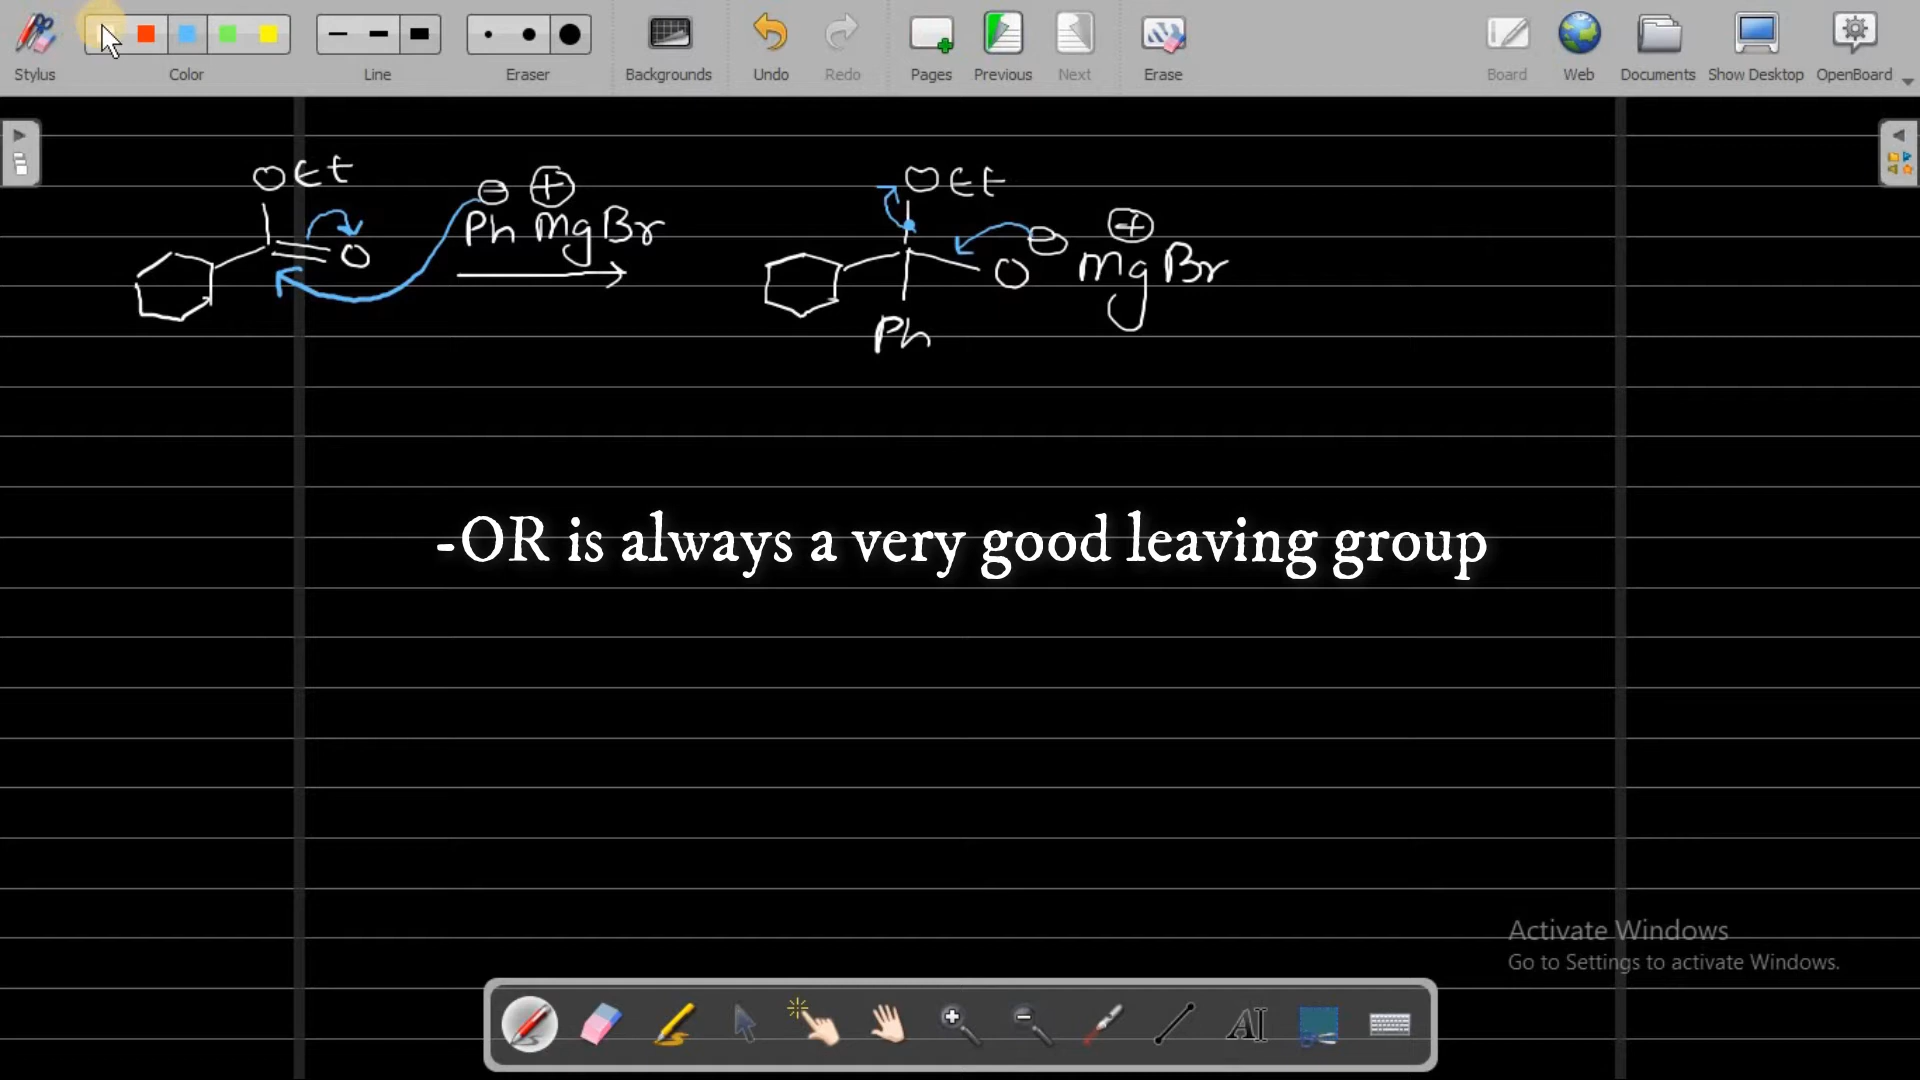 Stylus Color Line Eraser Backgrounds Undo Redo Pages Previous Next Erase Board Web Documents Show Desktop OpenBoard
OEt
⊖ ⊕
Ph MgBr
O
OEt
⊖ ⊕
O MgBr
Ph
-OR is always a very good leaving group
Activate Windows
Go to Settings to activate Windows.